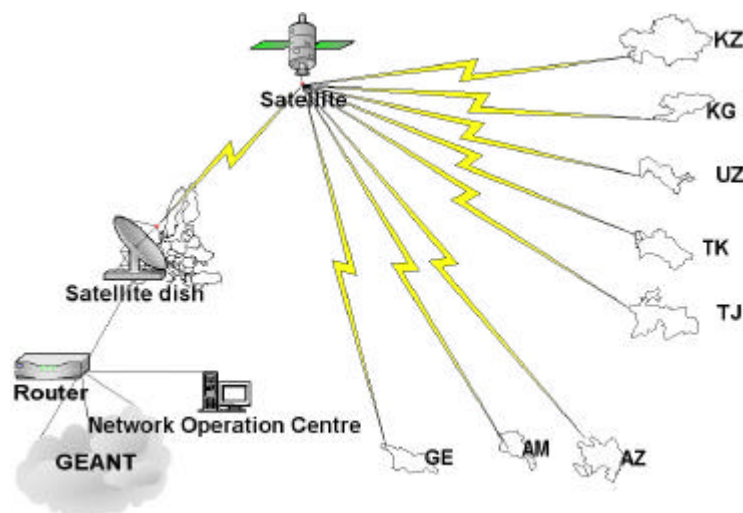 KZ
Satellite
KG
UZ
TK
Satellite dish
TJ
Router
Network Operation Centre
GEANT
GE
AM
AZ